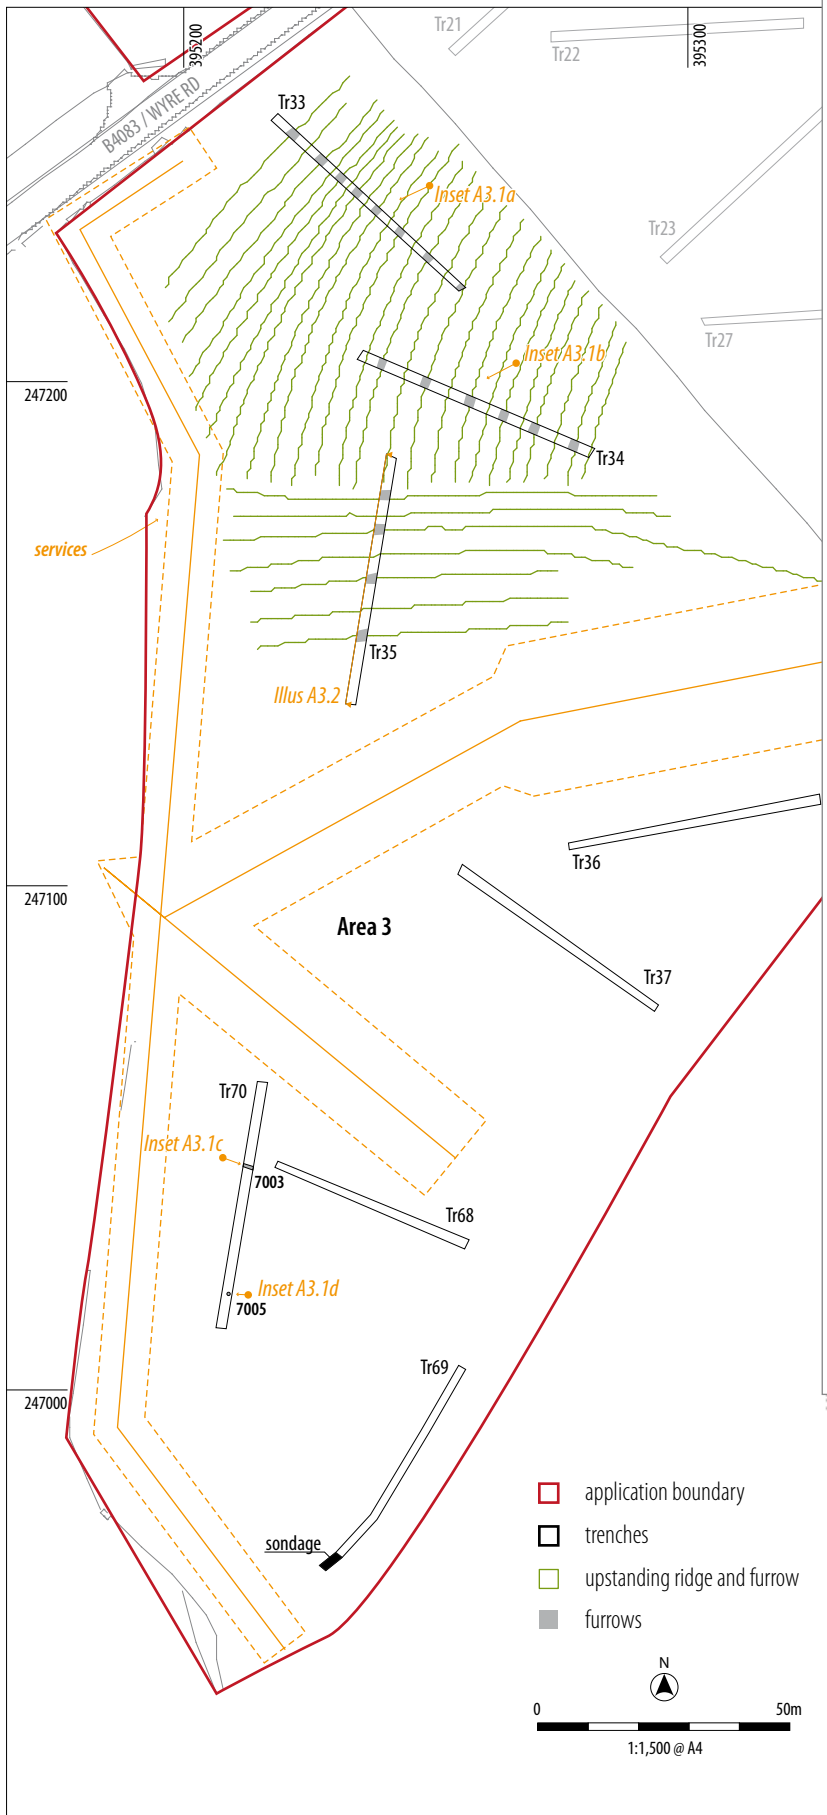 395200
395300
Tr21
Tr22
B4083 / WYRE RD
Tr33
Inset A3.1a
Tr23
Tr27
Inset A3.1b
247200
Tr34
services
Tr35
Illus A3.2
Tr36
247100
Area 3
Tr37
Tr70
Inset A3.1c
7003
Tr68
Inset A3.1d
7005
Tr69
247000
sondage
application boundary
trenches
upstanding ridge and furrow
furrows
N
0 50m
1:1,500 @ A4